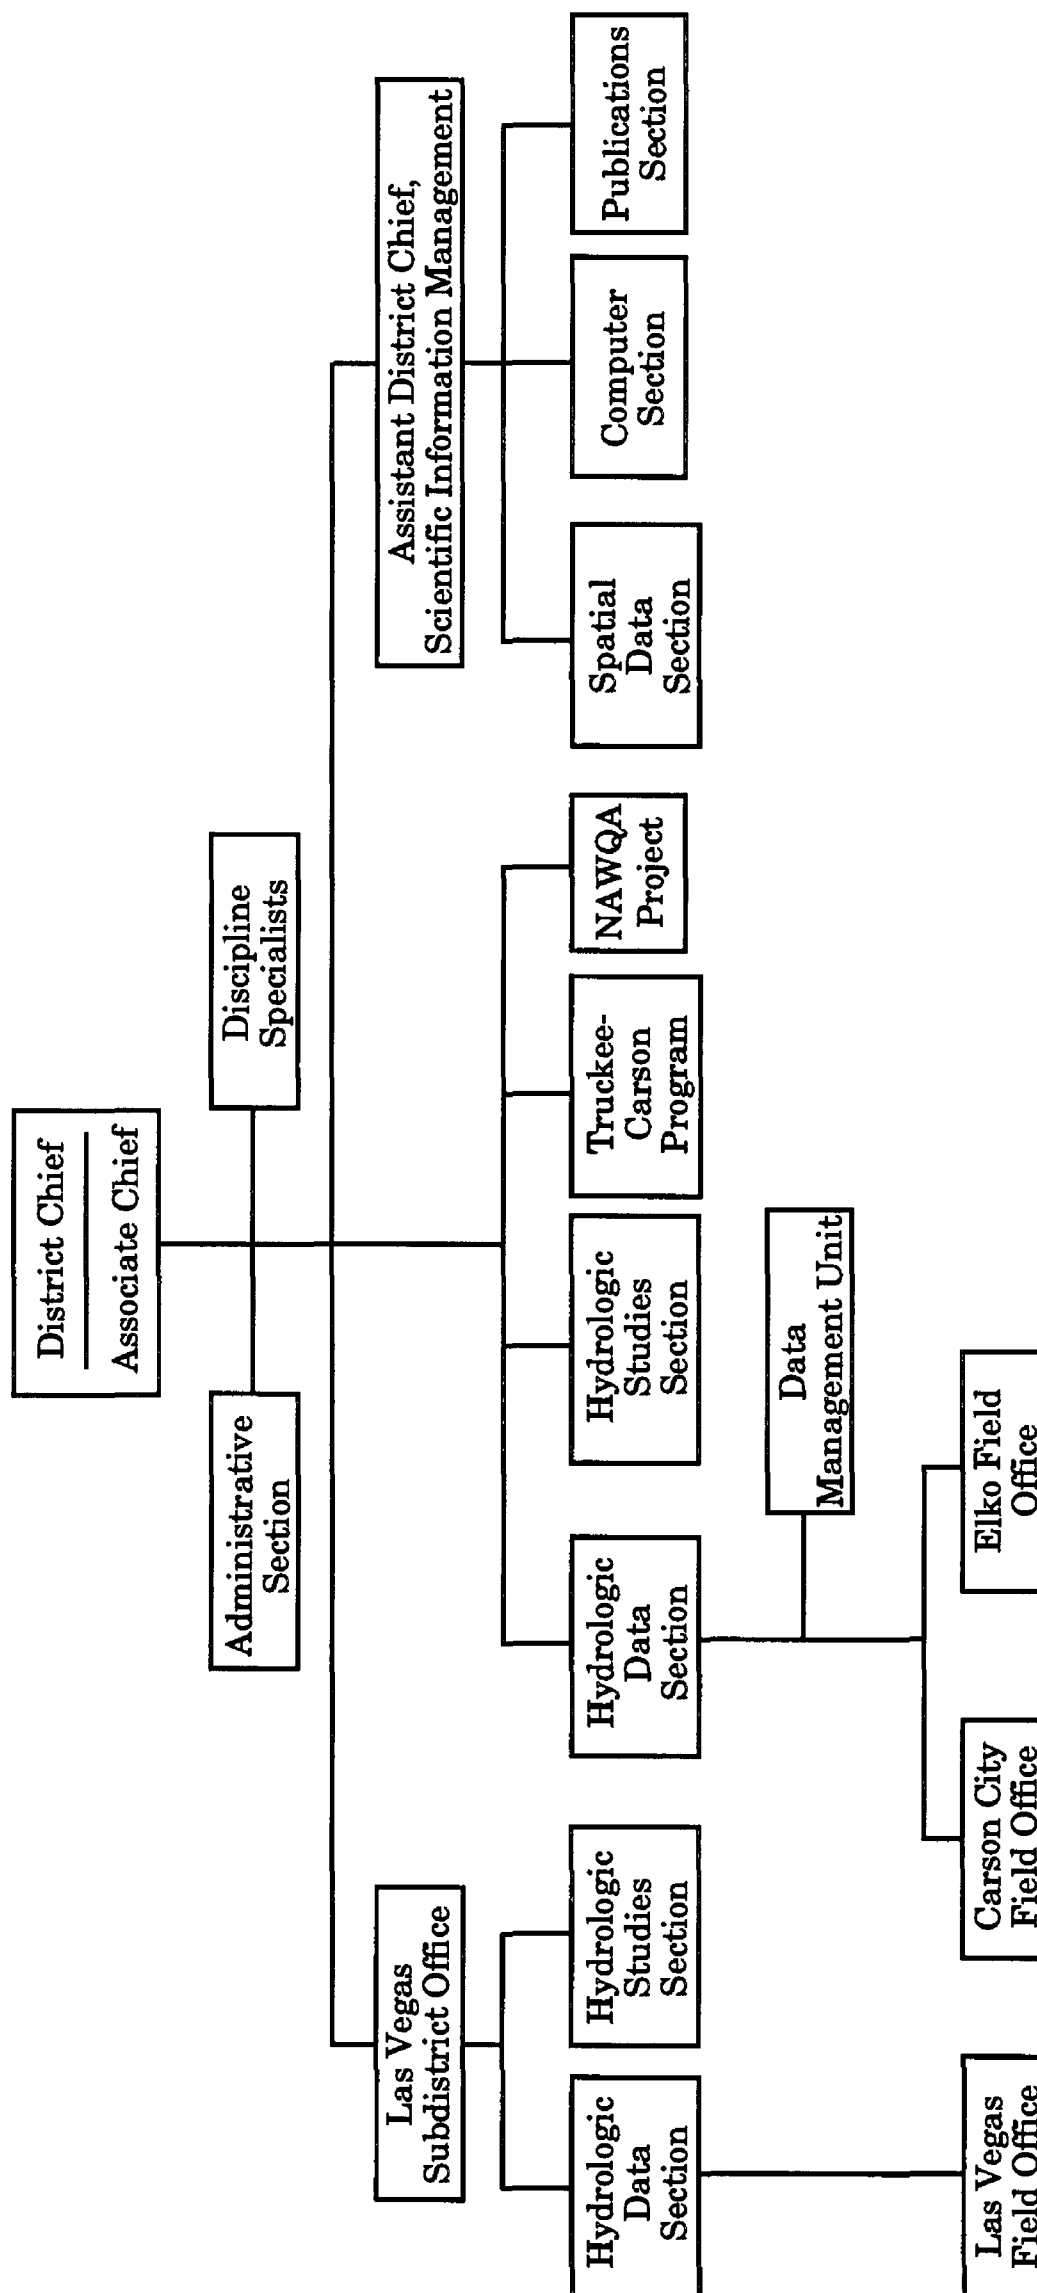 District Chief
Associate Chief
Administrative
Section
Discipline
Specialists
Las Vegas
Subdistrict Office
Assistant District Chief,
Scientific Information Management
Hydrologic
Data
Section
Hydrologic
Studies
Section
Hydrologic
Data
Section
Hydrologic
Studies
Section
Truckee-
Carson
Program
NAWQA
Project
Spatial
Data
Section
Computer
Section
Publications
Section
Data
Management Unit
Las Vegas
Field Office
Carson City
Field Office
Elko Field
Office